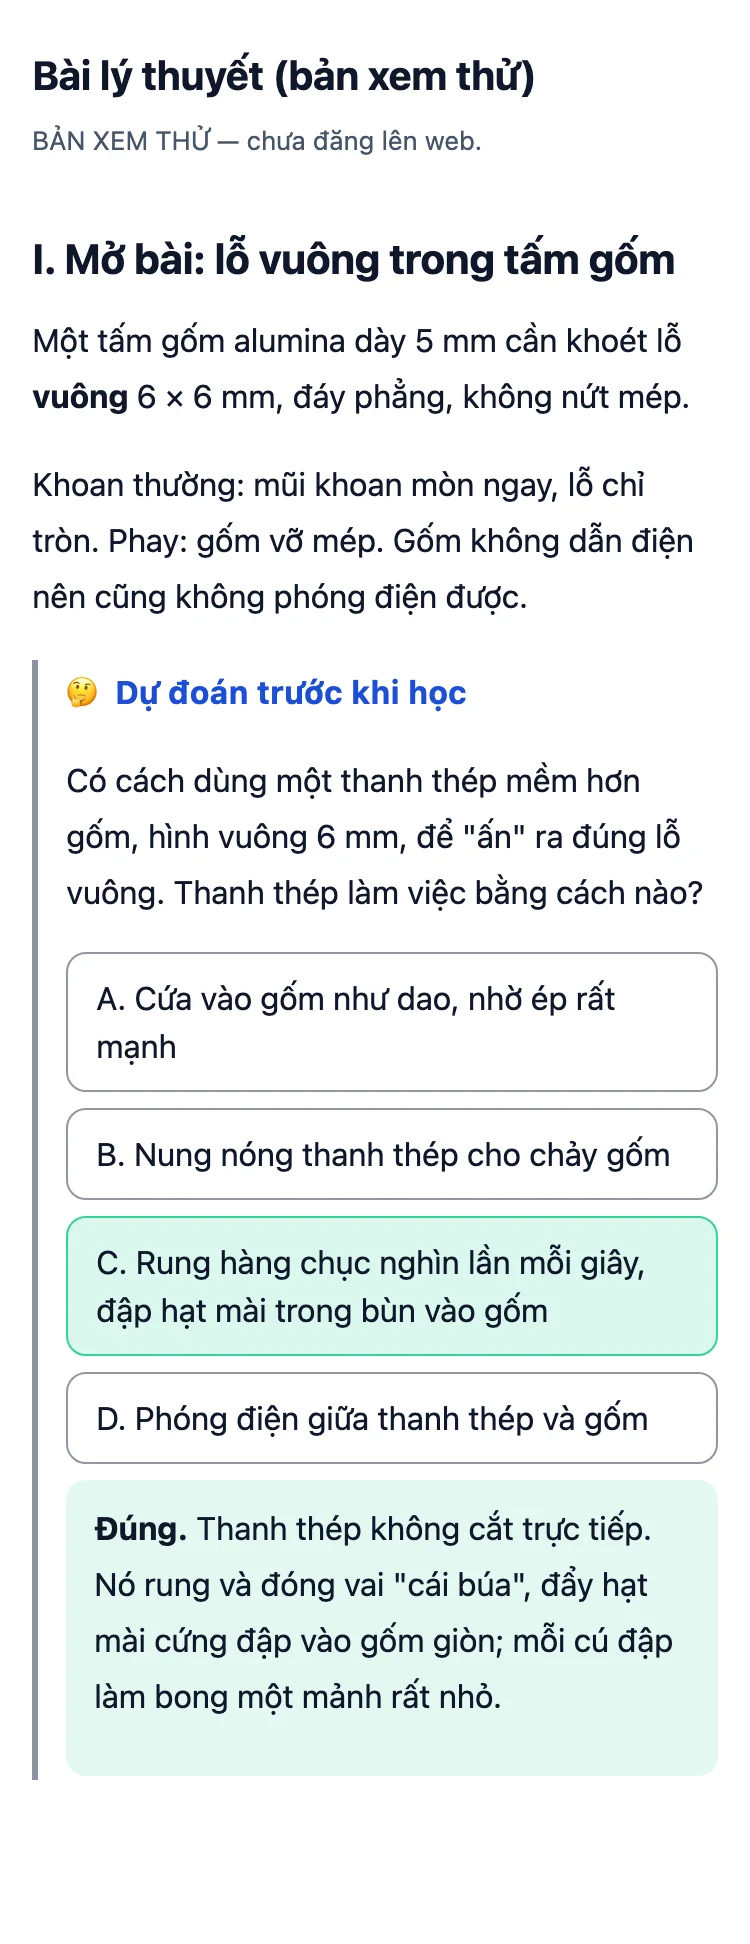 Bài lý thuyết (bản xem thử)
BẢN XEM THỬ — chưa đăng lên web.
I. Mở bài: lỗ vuông trong tấm gốm
Một tấm gốm alumina dày 5 mm cần khoét lỗ
vuông 6 × 6 mm, đáy phẳng, không nứt mép.
Khoan thường: mũi khoan mòn ngay, lỗ chỉ
tròn. Phay: gốm vỡ mép. Gốm không dẫn điện
nên cũng không phóng điện được.
🤔 Dự đoán trước khi học
Có cách dùng một thanh thép mềm hơn
gốm, hình vuông 6 mm, để "ấn" ra đúng lỗ
vuông. Thanh thép làm việc bằng cách nào?
A. Cứa vào gốm như dao, nhờ ép rất
mạnh
B. Nung nóng thanh thép cho chảy gốm
C. Rung hàng chục nghìn lần mỗi giây,
đập hạt mài trong bùn vào gốm
D. Phóng điện giữa thanh thép và gốm
Đúng. Thanh thép không cắt trực tiếp.
Nó rung và đóng vai "cái búa", đẩy hạt
mài cứng đập vào gốm giòn; mỗi cú đập
làm bong một mảnh rất nhỏ.